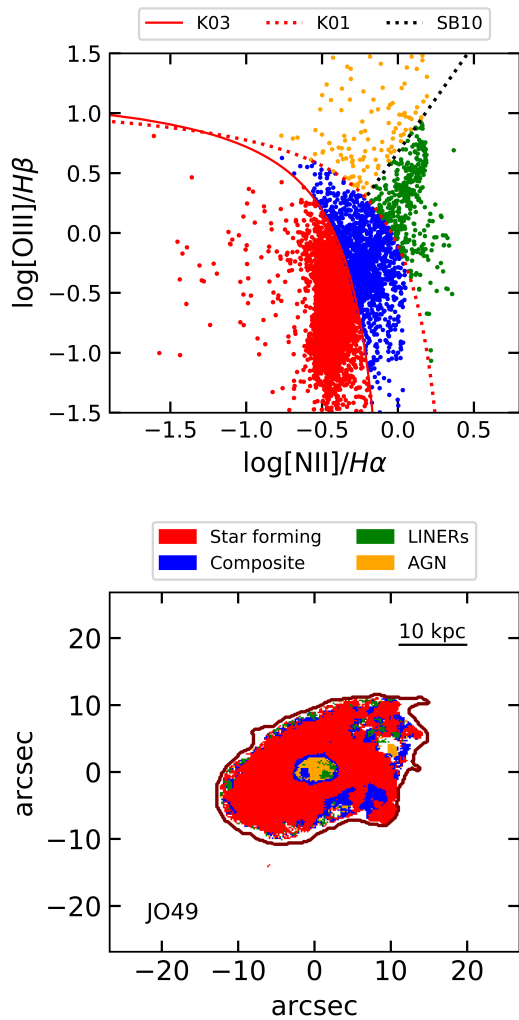 K03 K01 SB10
1.5
1.0
0.5
0.0
−0.5
−1.0
−1.5
log[OIII]/Hβ
−1.5 −1.0 −0.5 0.0 0.5
log[NII]/Hα
Star forming LINERs
Composite AGN
10 kpc
20
10
0
−10
−20
arcsec
JO49
−20 −10 0 10 20
arcsec